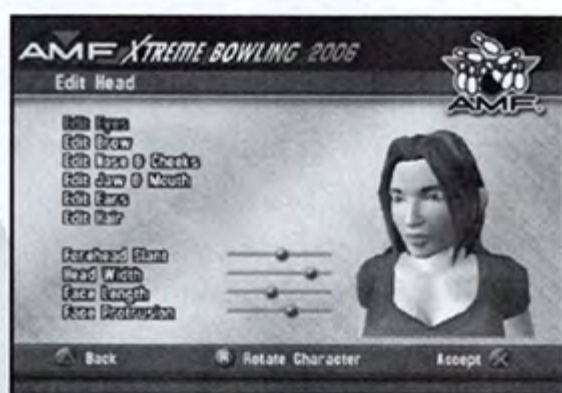 AMF XTREME BOWLING 2006
AMF®
Edit Head
Edit Eyes
Edit Brow
Edit Nose & Cheeks
Edit Jaw & Mouth
Edit Ears
Edit Hair
Forehead Slant
Head Width
Face Length
Face Protrusion
Back
R Rotate Character
Accept